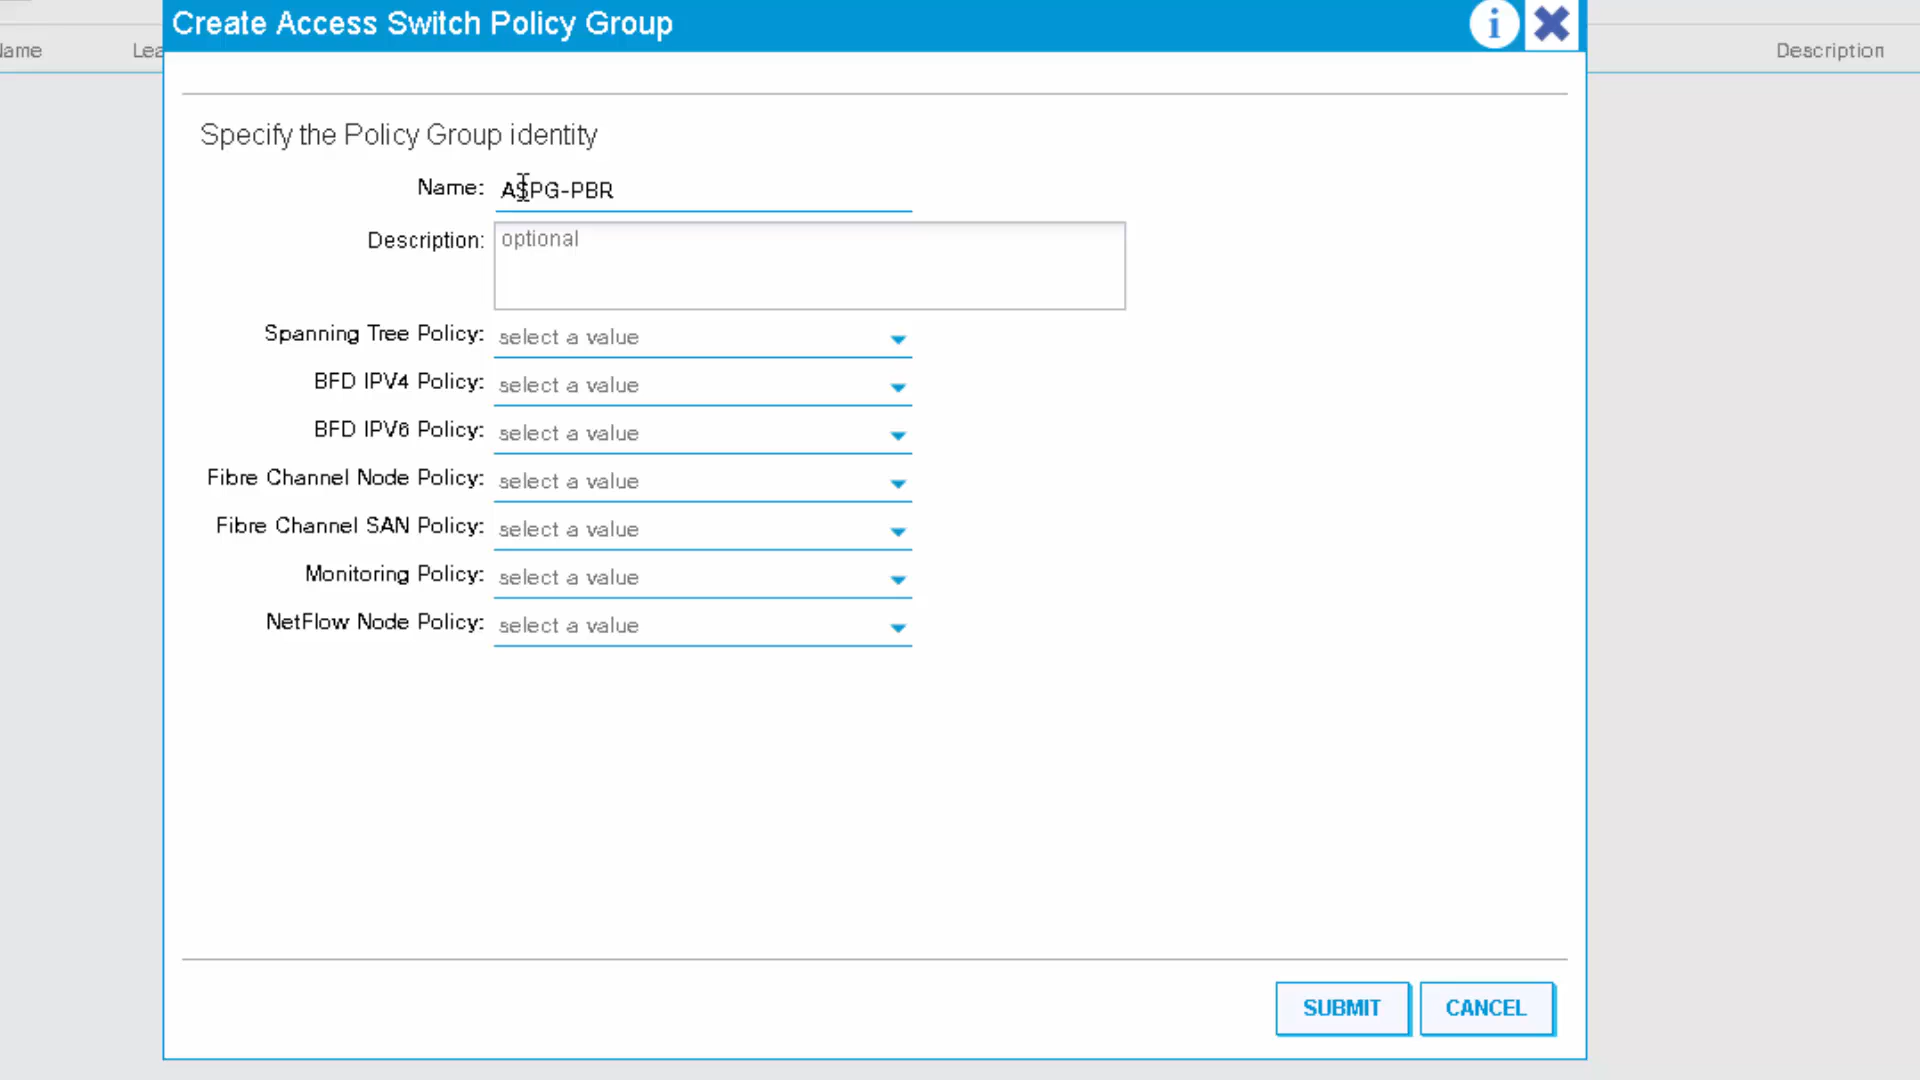 Create Access Switch Policy Group
Description
Specify the Policy Group identity
Name: ASPG-PBR
Description: optional
Spanning Tree Policy: select a value
BFD IPV4 Policy: select a value
BFD IPV6 Policy: select a value
Fibre Channel Node Policy: select a value
Fibre Channel SAN Policy: select a value
Monitoring Policy: select a value
NetFlow Node Policy: select a value
SUBMIT CANCEL